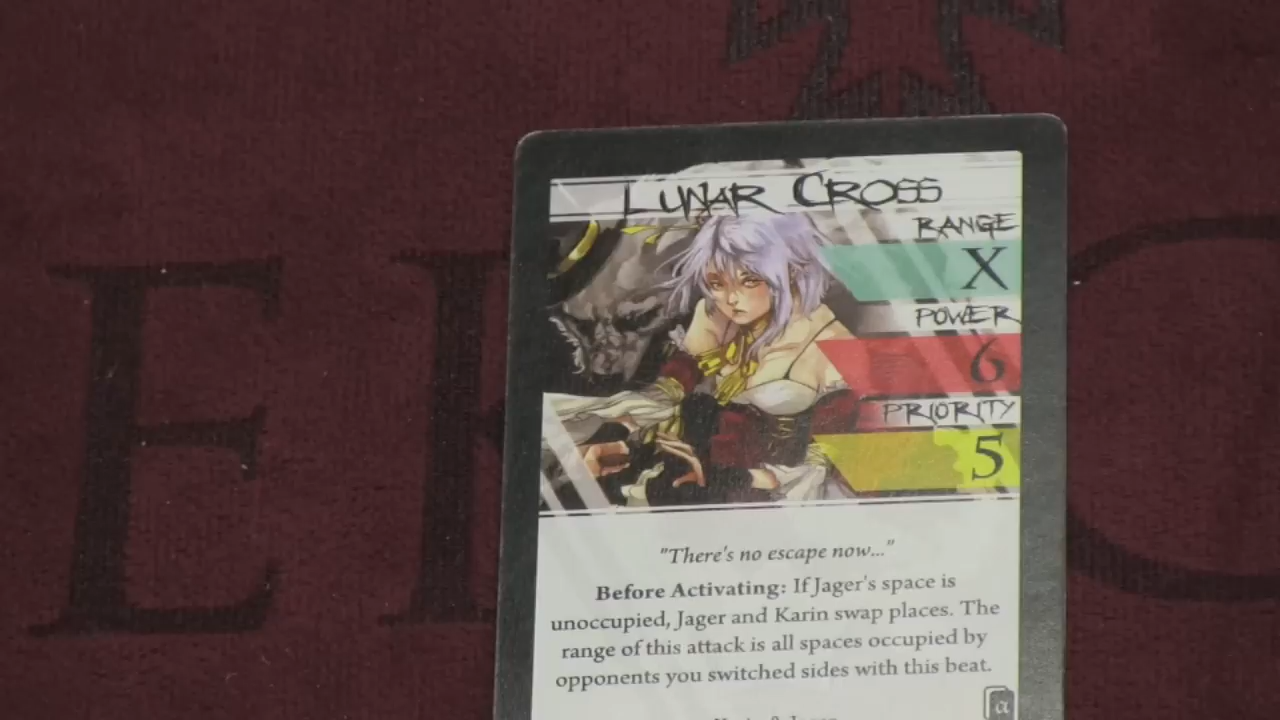 LUNAR CROSS
RANGE
X
POWER
6
PRIORITY
5
"There's no escape now..."
Before Activating: If Jager's space is
unoccupied, Jager and Karin swap places. The
range of this attack is all spaces occupied by
opponents you switched sides with this beat.
α